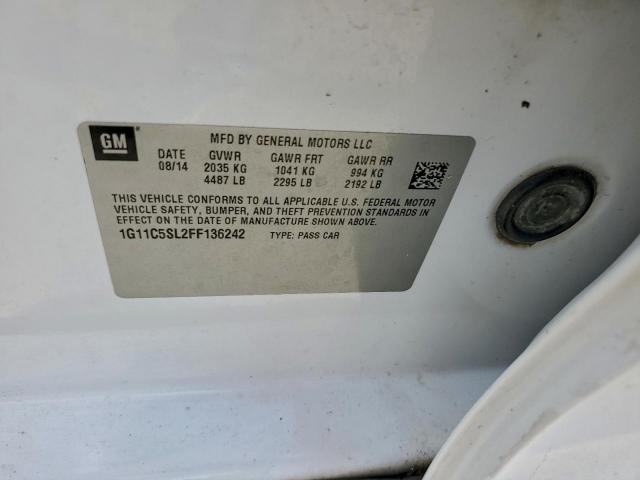 GM
MFD BY GENERAL MOTORS LLC
DATE GVWR GAWR FRT GAWR RR
08/14 2035 KG 1041 KG 994 KG
4487 LB 2295 LB 2192 LB
THIS VEHICLE CONFORMS TO ALL APPLICABLE U.S. FEDERAL MOTOR
VEHICLE SAFETY, BUMPER, AND THEFT PREVENTION STANDARDS IN
EFFECT ON THE DATE OF MANUFACTURE SHOWN ABOVE.
1G11C5SL2FF136242 TYPE: PASS CAR